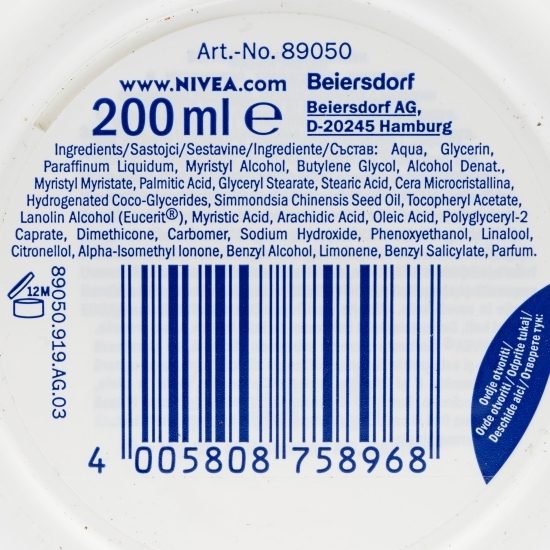 Art.-No. 89050
www.NIVEA.com Beiersdorf
200 ml ℮ Beiersdorf AG,
D-20245 Hamburg
Ingredients/Sastojci/Sestavine/Ingrediente/Състав: Aqua, Glycerin,
Paraffinum Liquidum, Myristyl Alcohol, Butylene Glycol, Alcohol Denat.,
Myristyl Myristate, Palmitic Acid, Glyceryl Stearate, Stearic Acid, Cera Microcristallina,
Hydrogenated Coco-Glycerides, Simmondsia Chinensis Seed Oil, Tocopheryl Acetate,
Lanolin Alcohol (Eucerit®), Myristic Acid, Arachidic Acid, Oleic Acid, Polyglyceryl-2
Caprate, Dimethicone, Carbomer, Sodium Hydroxide, Phenoxyethanol, Linalool,
Citronellol, Alpha-Isomethyl Ionone, Benzyl Alcohol, Limonene, Benzyl Salicylate, Parfum.
12M
89050.919.AG.03
Ovdje otvoriti/
Ovde otvoriti/ Odprite tukaj/
Deschide aici/ Отворете тук:
4 005808 758968